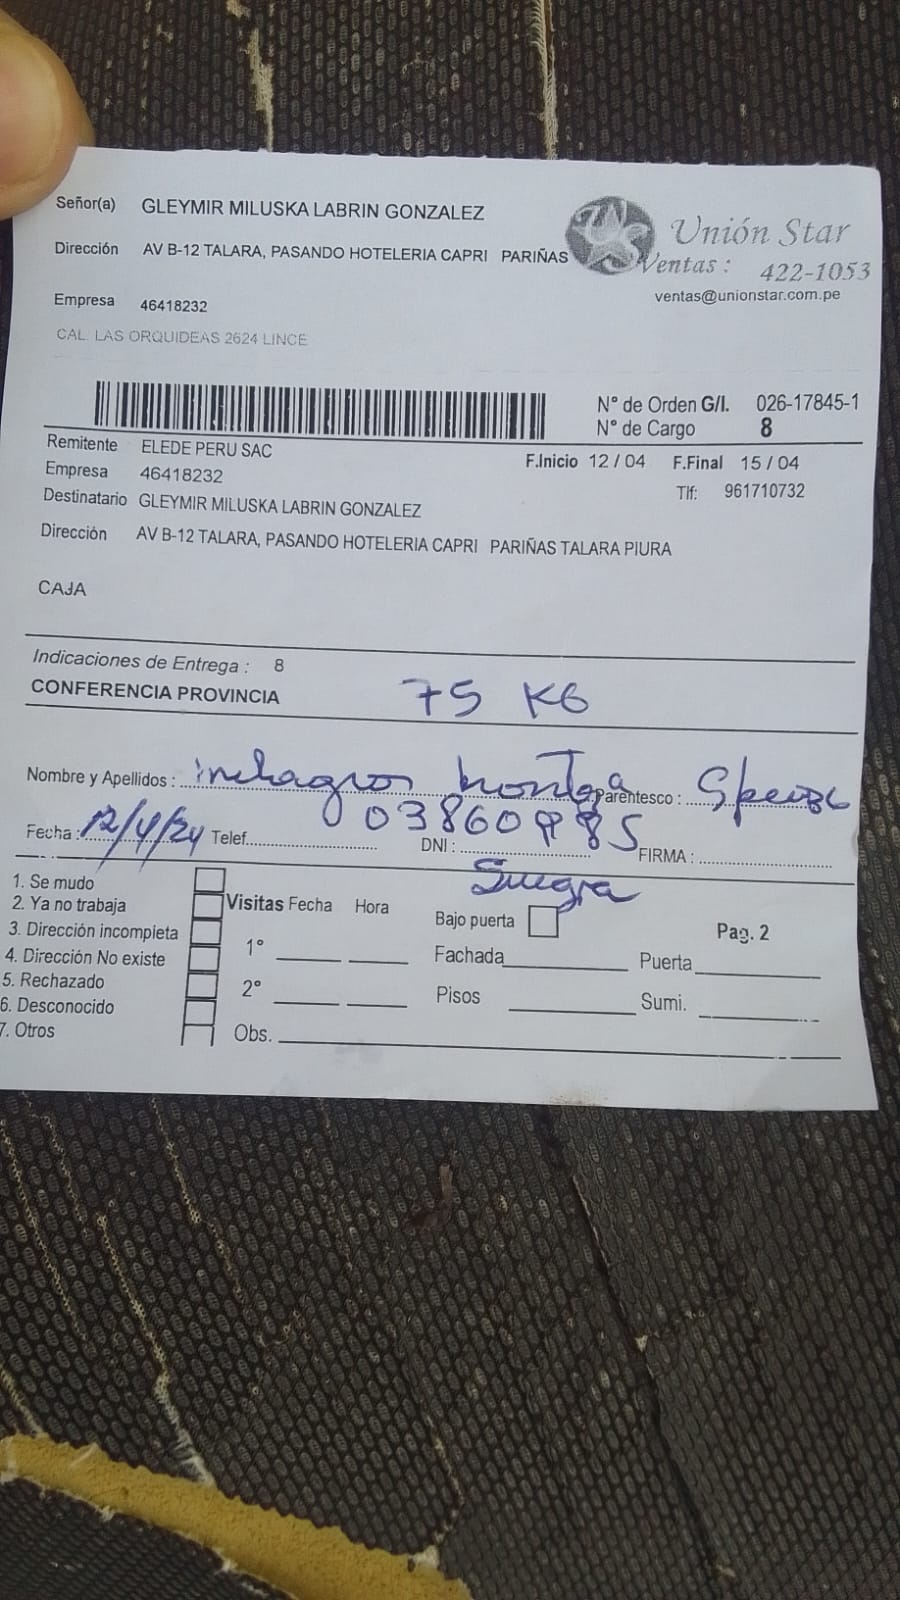 Señor(a) GLEYMIR MILUSKA LABRIN GONZALEZ
Dirección AV B-12 TALARA, PASANDO HOTELERIA CAPRI PARIÑAS
Unión Star
Ventas : 422-1053
ventas@unionstar.com.pe
Empresa 46418232
CAL. LAS ORQUIDEAS 2624 LINCE
N° de Orden G/I. 026-17845-1
N° de Cargo 8
Remitente ELEDE PERU SAC
F.Inicio 12 / 04 F.Final 15 / 04
Empresa 46418232
Tlf: 961710732
Destinatario GLEYMIR MILUSKA LABRIN GONZALEZ
Dirección AV B-12 TALARA, PASANDO HOTELERIA CAPRI PARIÑAS TALARA PIURA
CAJA
Indicaciones de Entrega : 8
CONFERENCIA PROVINCIA 75 KG
Nombre y Apellidos : Parentesco :
Fecha : 12/4/24 Telef. DNI : FIRMA :
Suegra
1. Se mudo
2. Ya no trabaja
3. Dirección incompleta
4. Dirección No existe
5. Rechazado
6. Desconocido
7. Otros
Visitas Fecha Hora
1°
2°
Obs.
Bajo puerta
Pag. 2
Fachada Puerta
Pisos Sumi.